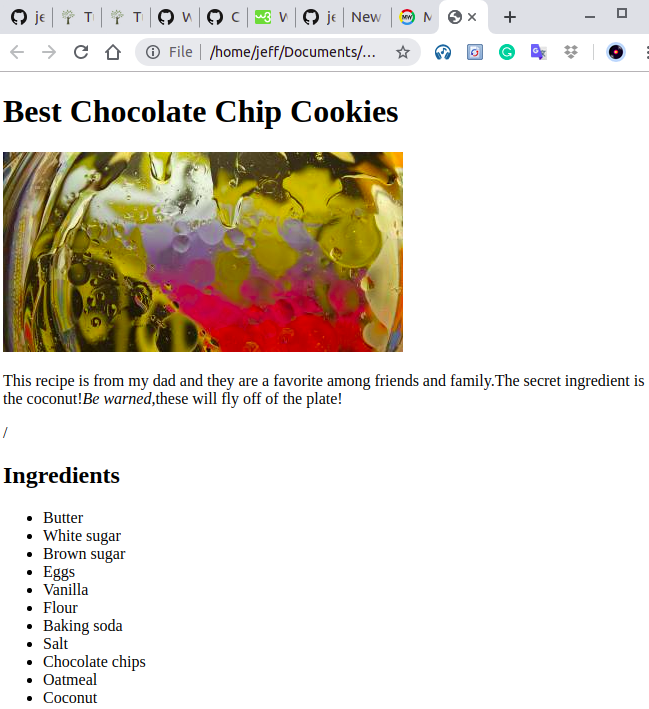 je T T W C W je New M
File /home/jeff/Documents/...
Best Chocolate Chip Cookies
This recipe is from my dad and they are a favorite among friends and family.The secret ingredient is
the coconut!Be warned,these will fly off of the plate!
/
Ingredients
Butter
White sugar
Brown sugar
Eggs
Vanilla
Flour
Baking soda
Salt
Chocolate chips
Oatmeal
Coconut